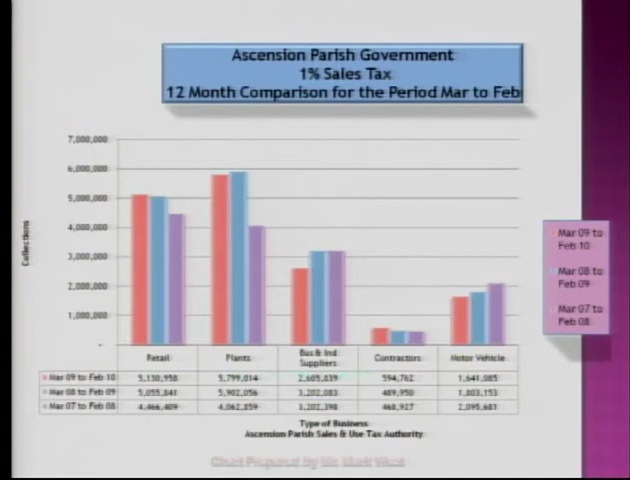 Ascension Parish Government
1% Sales Tax
12 Month Comparison for the Period Mar to Feb
7,000,000
6,000,000
5,000,000
4,000,000
3,000,000
2,000,000
1,000,000
-
Collections
Retail Plants Bus & Ind Suppliers Contractors Motor Vehicle
Mar 09 to Feb 10 5,130,958 5,799,014 2,605,839 594,762 1,641,085
Mar 08 to Feb 09 5,055,841 5,902,056 3,202,083 489,950 1,803,153
Mar 07 to Feb 08 4,466,409 4,062,859 3,202,398 468,927 2,095,681
Type of Business
Ascension Parish Sales & Use Tax Authority
Mar 09 to
Feb 10
Mar 08 to
Feb 09
Mar 07 to
Feb 08
Chart Prepared by